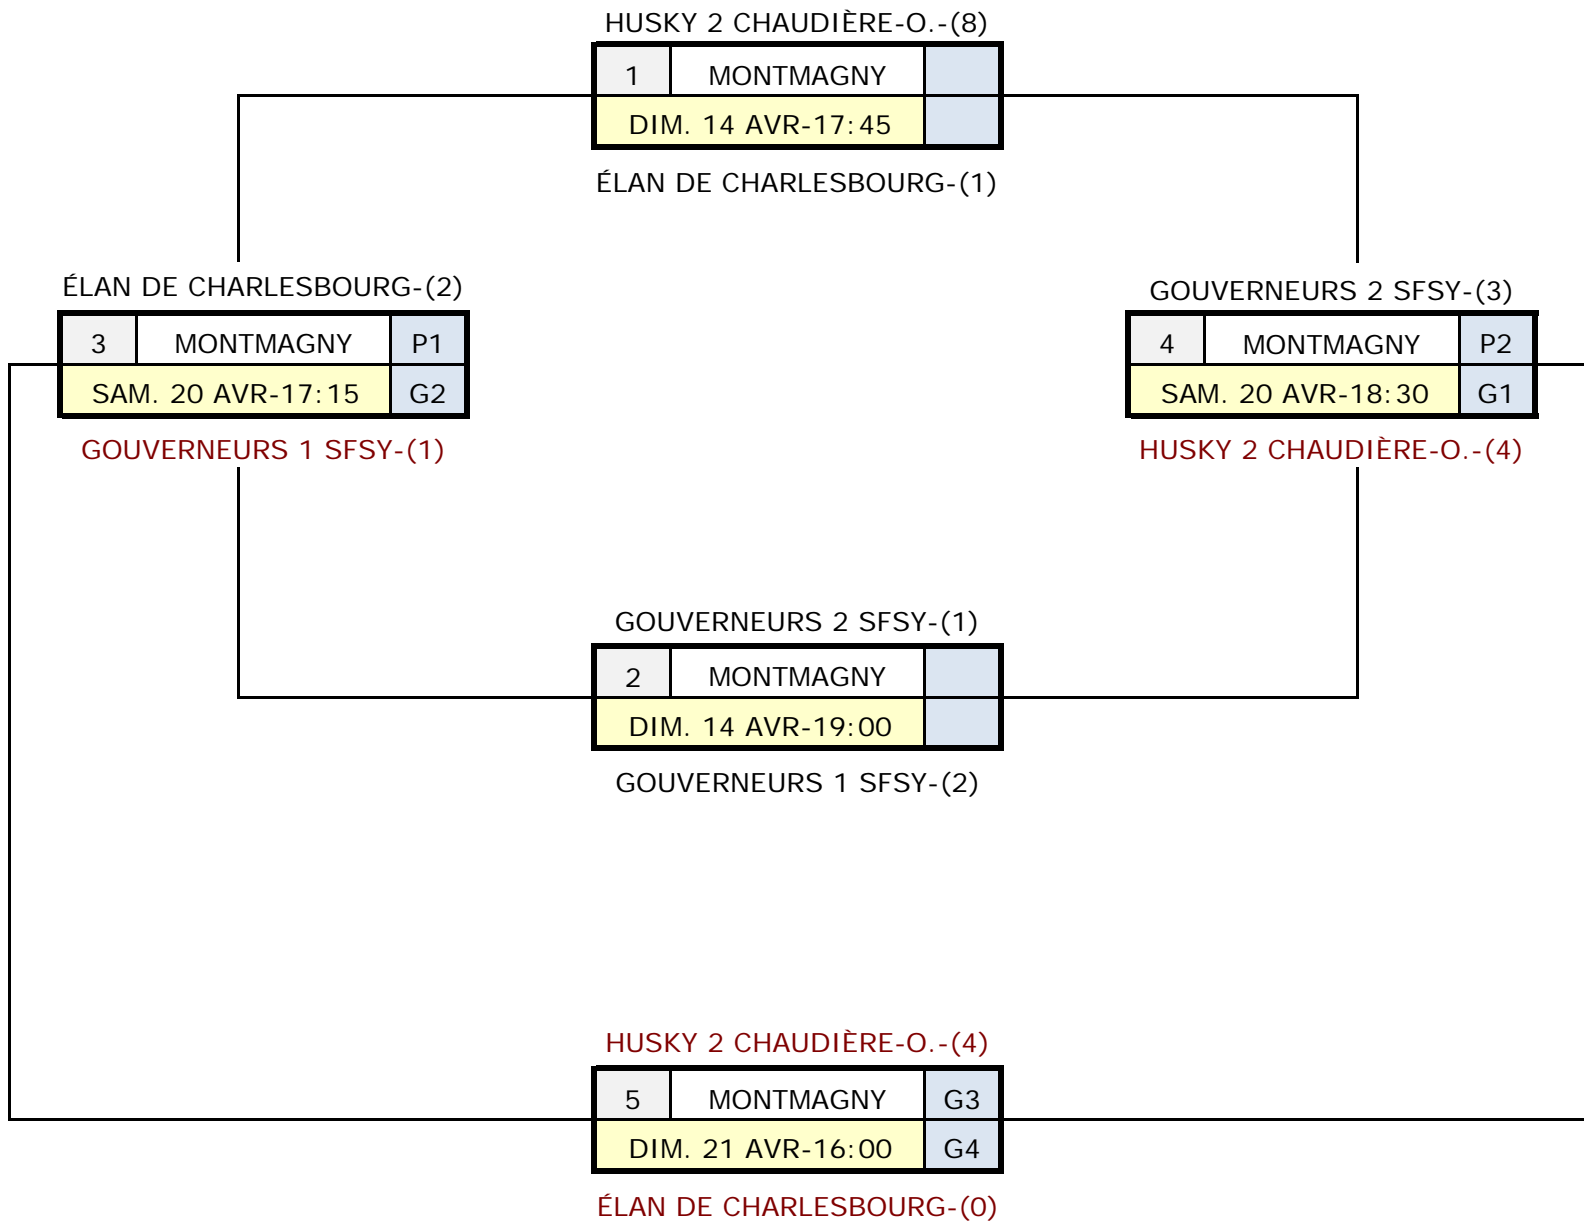 HUSKY 2 CHAUDIÈRE-O.-(8)
1 MONTMAGNY
DIM. 14 AVR-17:45
ÉLAN DE CHARLESBOURG-(1)
ÉLAN DE CHARLESBOURG-(2)
3 MONTMAGNY P1
SAM. 20 AVR-17:15 G2
GOUVERNEURS 1 SFSY-(1)
GOUVERNEURS 2 SFSY-(3)
4 MONTMAGNY P2
SAM. 20 AVR-18:30 G1
HUSKY 2 CHAUDIÈRE-O.-(4)
GOUVERNEURS 2 SFSY-(1)
2 MONTMAGNY
DIM. 14 AVR-19:00
GOUVERNEURS 1 SFSY-(2)
HUSKY 2 CHAUDIÈRE-O.-(4)
5 MONTMAGNY G3
DIM. 21 AVR-16:00 G4
ÉLAN DE CHARLESBOURG-(0)